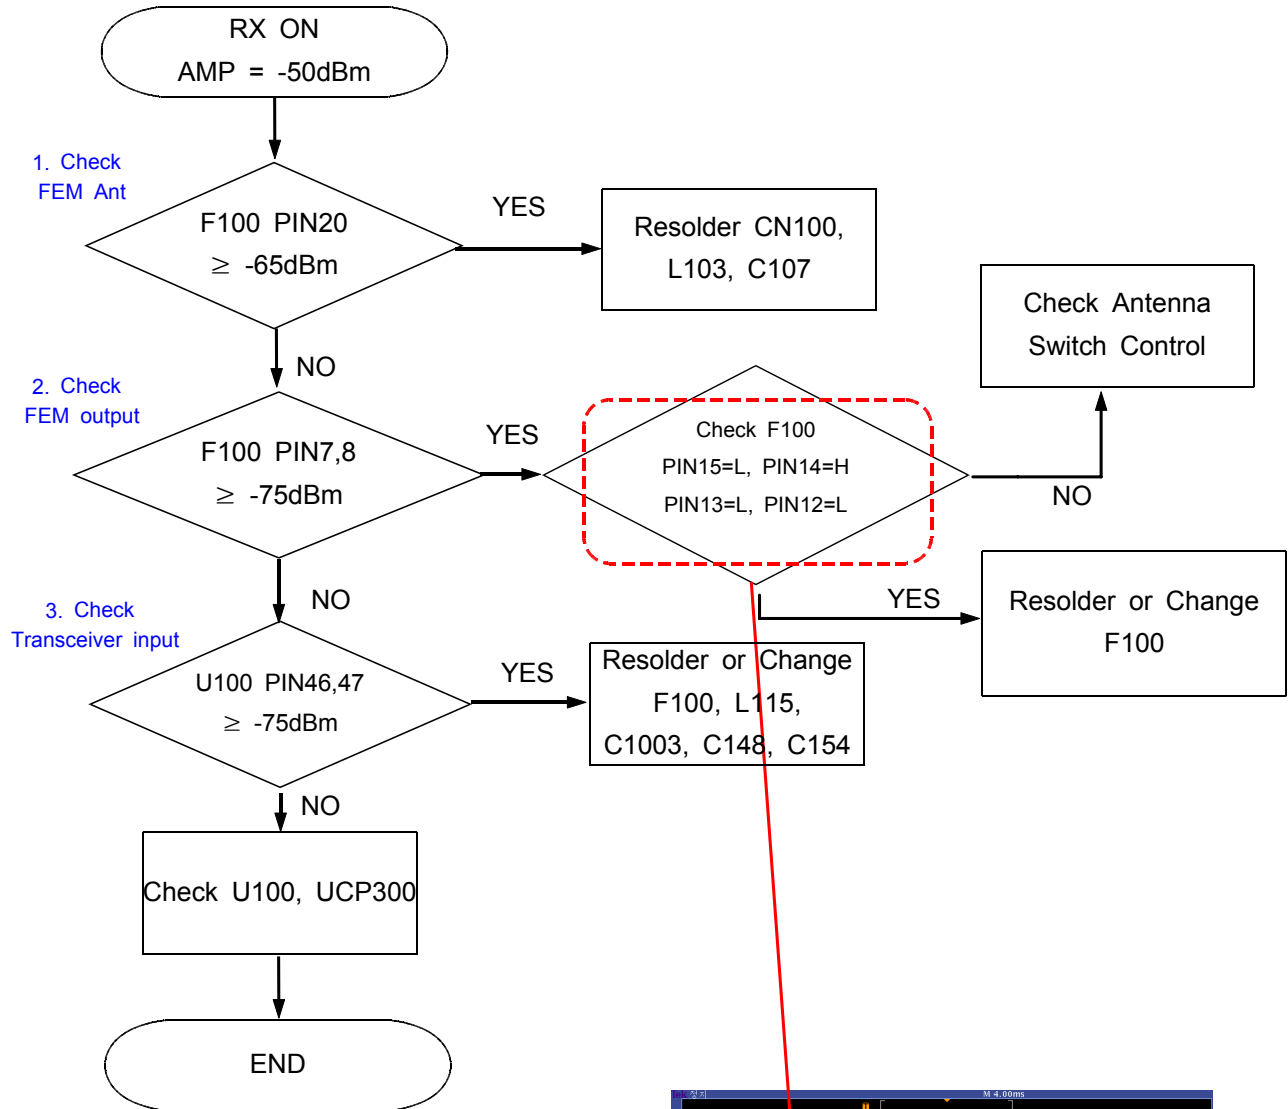 RX ON
AMP = -50dBm
1. Check
FEM Ant
F100 PIN20
≥ -65dBm
YES
Resolder CN100,
L103, C107
NO
2. Check
FEM output
F100 PIN7,8
≥ -75dBm
YES
Check F100
PIN15=L, PIN14=H
PIN13=L, PIN12=L
NO
Check Antenna
Switch Control
YES
Resolder or Change
F100
NO
3. Check
Transceiver input
U100 PIN46,47
≥ -75dBm
YES
Resolder or Change
F100, L115,
C1003, C148, C154
NO
Check U100, UCP300
END
Tek 정지
M 4.00ms